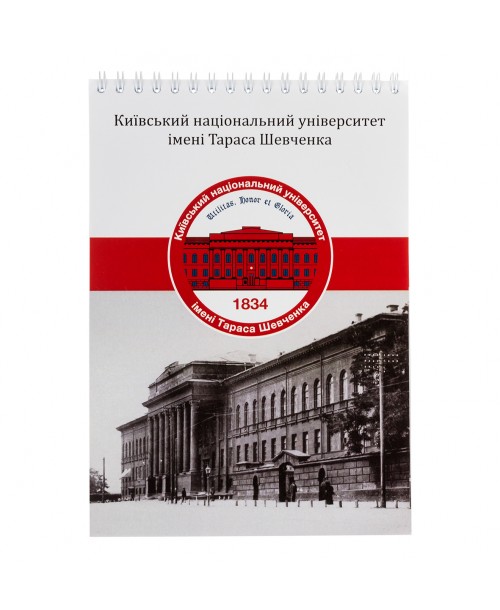 Київський національний університет
імені Тараса Шевченка
Київський національний університет
Utilitas, Honor et Gloria
1834
імені Тараса Шевченка